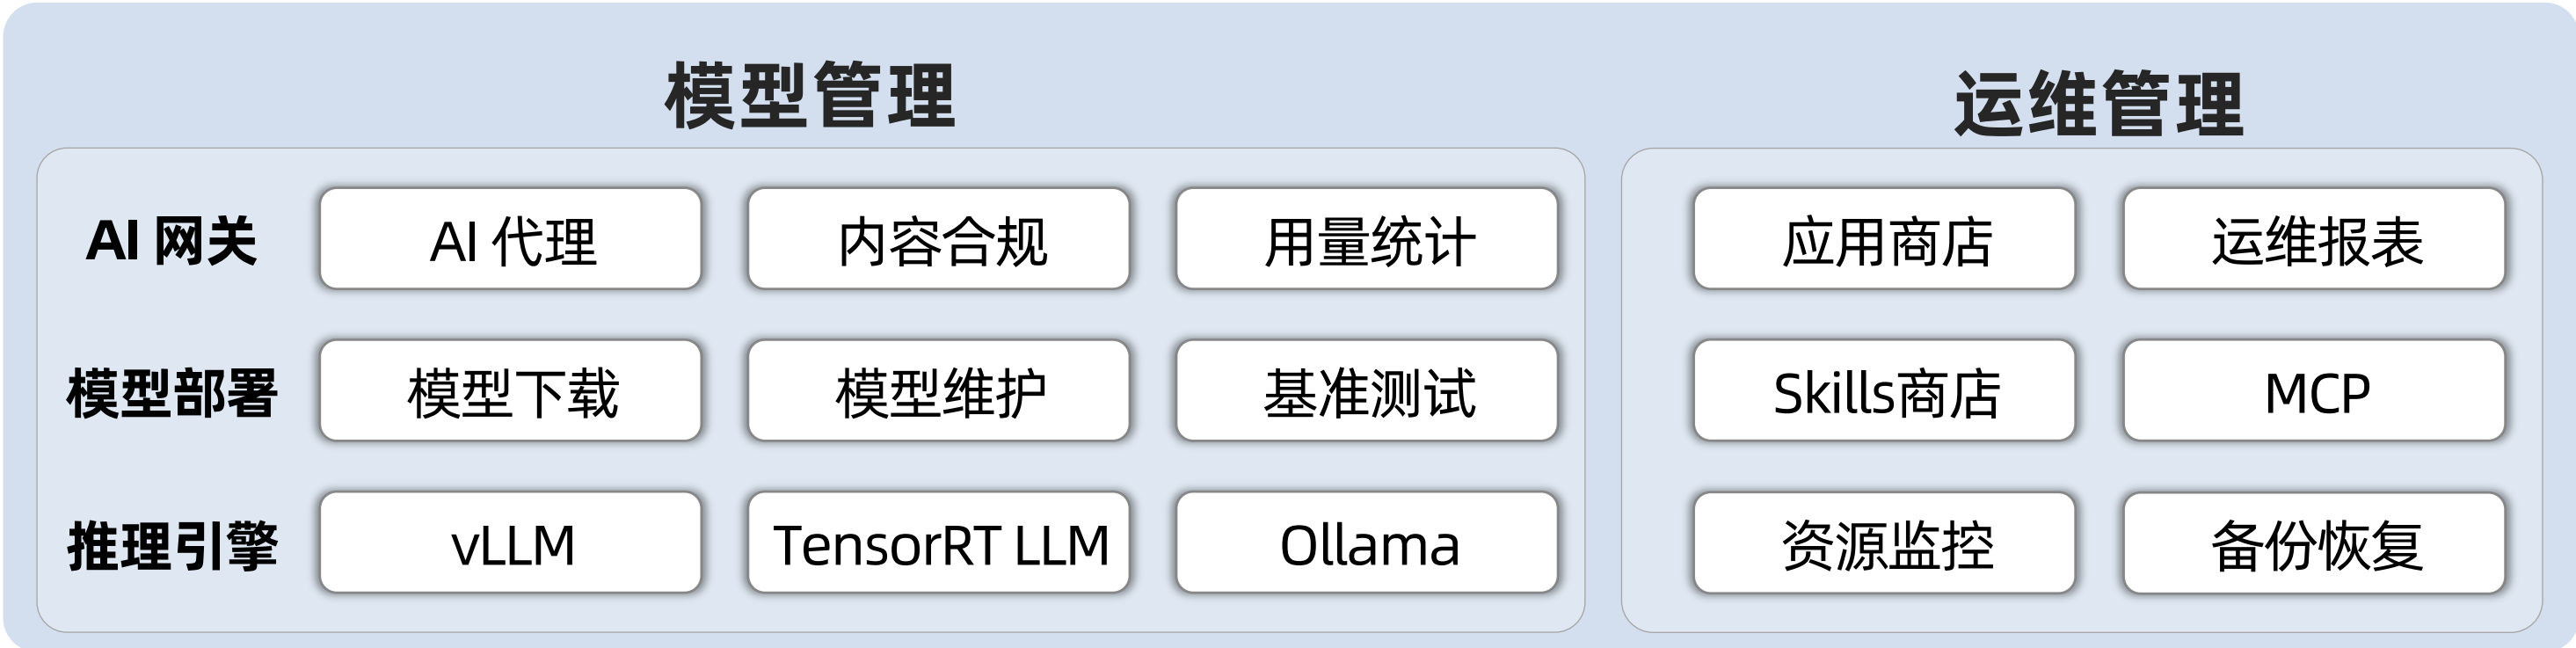 模型管理
AI 网关
AI 代理
内容合规
用量统计
模型部署
模型下载
模型维护
基准测试
推理引擎
vLLM
TensorRT LLM
Ollama
运维管理
应用商店
运维报表
Skills商店
MCP
资源监控
备份恢复